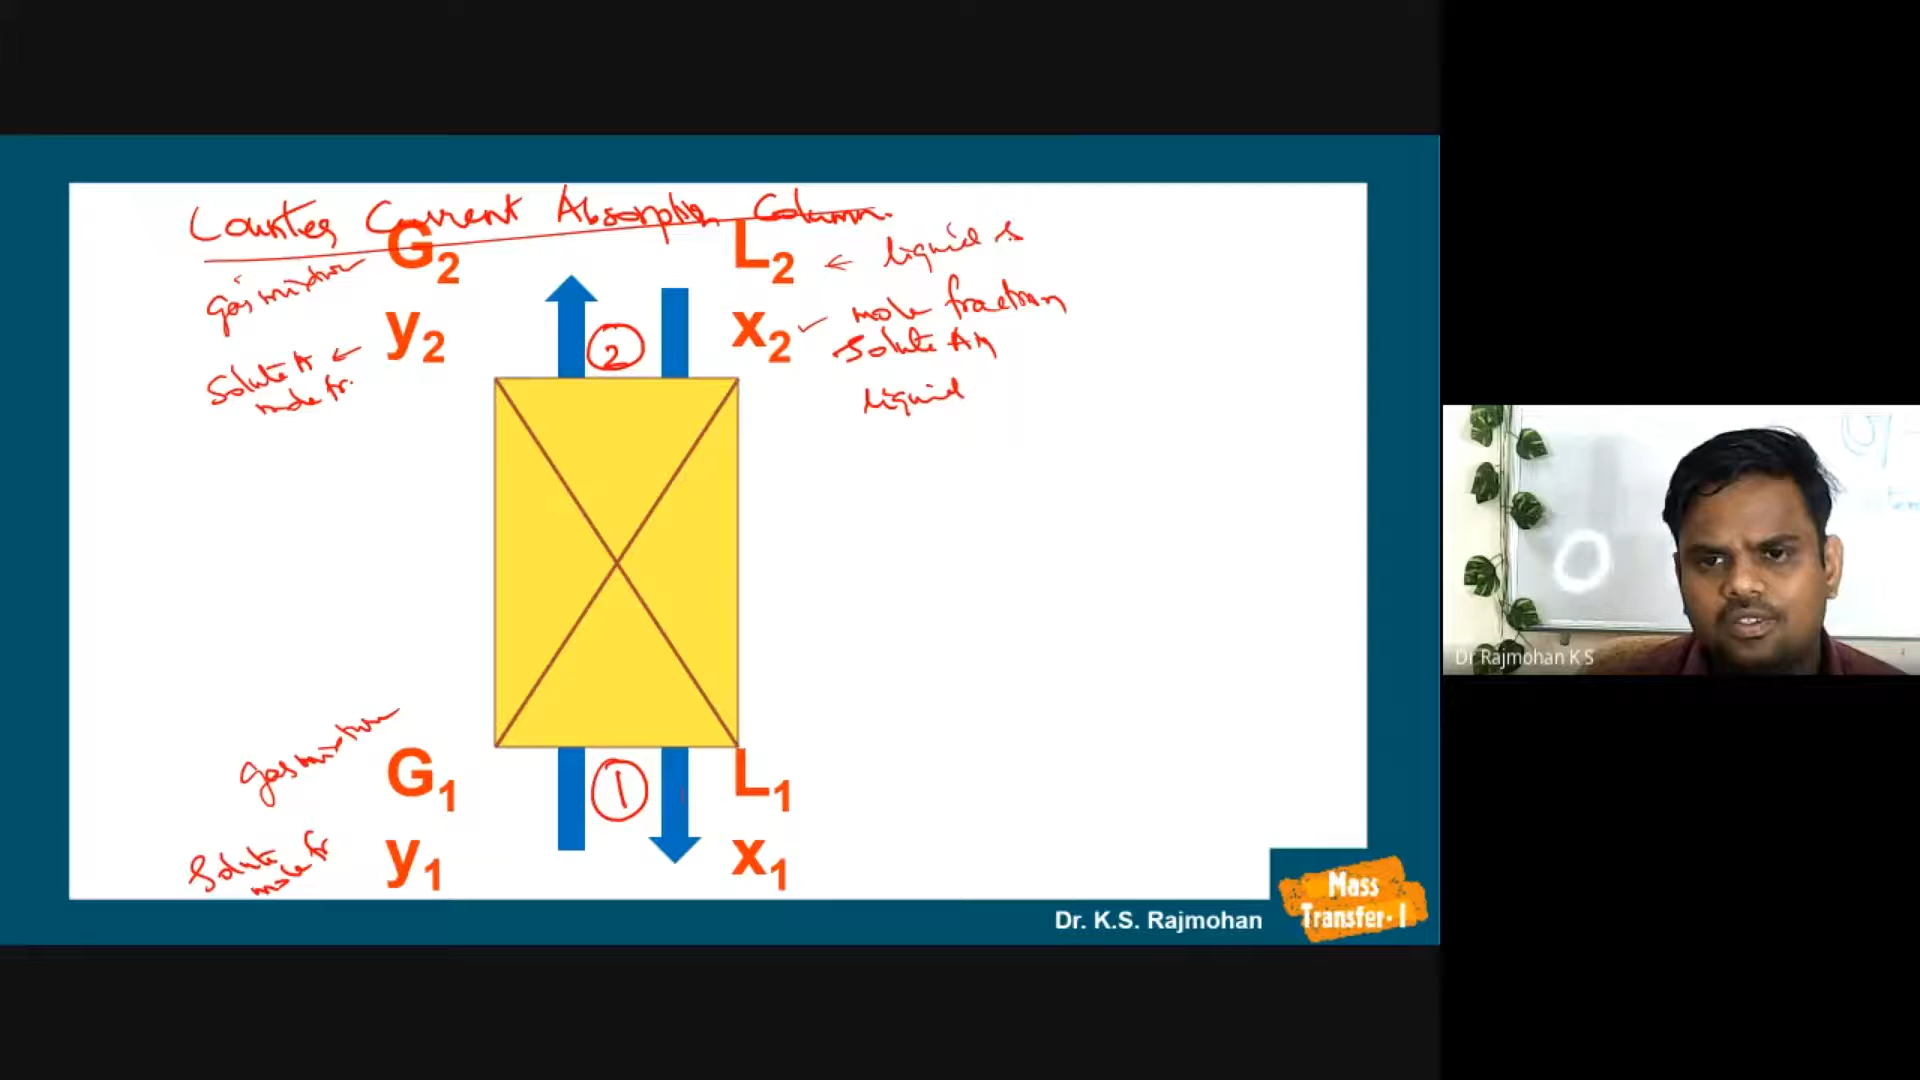 Counter Current Absorption Column.
gas mixture
G2
L2
← liquid s
Solute A
mole fr.
←
y2
2
x2
mole fraction
Solute A in
liquid
gas mixture
G1
1
L1
Solute
mole fr
y1
x1
Dr. K.S. Rajmohan
Mass
Transfer- I
Dr Rajmohan K S